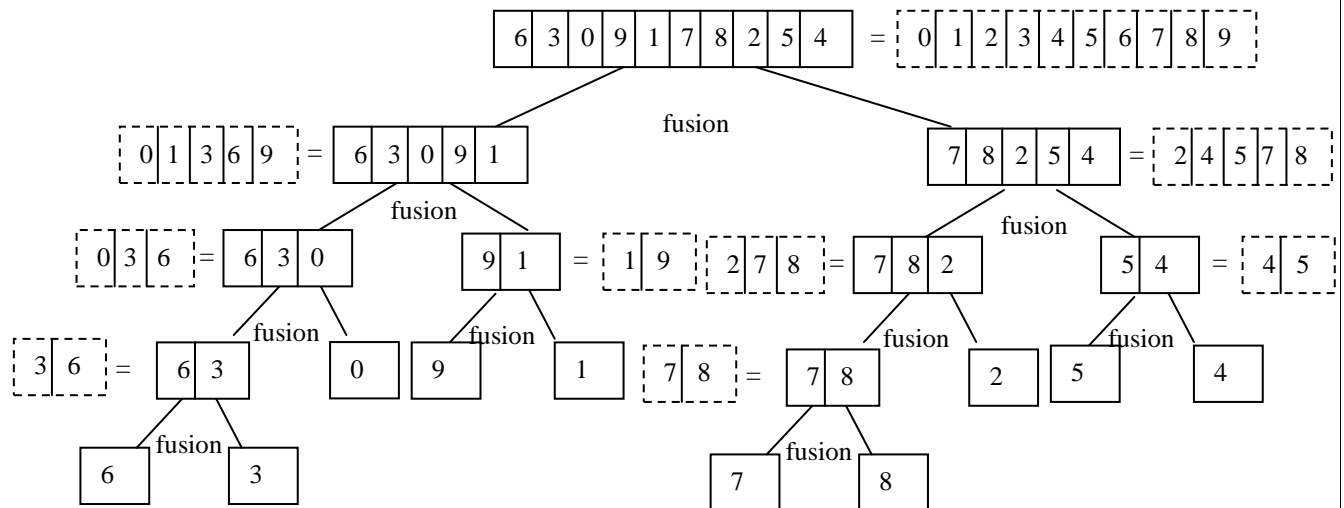 6 3 0 9 1 7 8 2 5 4 = 0 1 2 3 4 5 6 7 8 9
fusion
0 1 3 6 9 = 6 3 0 9 1
7 8 2 5 4 = 2 4 5 7 8
fusion
fusion
0 3 6 = 6 3 0
9 1 = 1 9
2 7 8 = 7 8 2
5 4 = 4 5
fusion
fusion
fusion
fusion
3 6 = 6 3
0
9
1
7 8 = 7 8
2
5
4
fusion
fusion
6
3
7
8